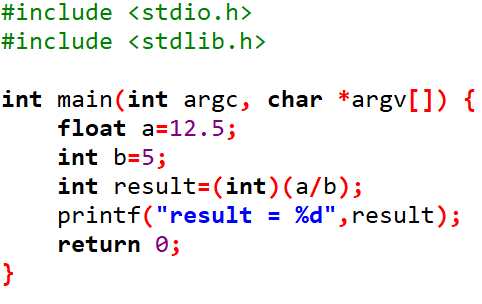 #include <stdio.h>
#include <stdlib.h>

int main(int argc, char *argv[]) {
    float a=12.5;
    int b=5;
    int result=(int)(a/b);
    printf("result = %d",result);
    return 0;
}